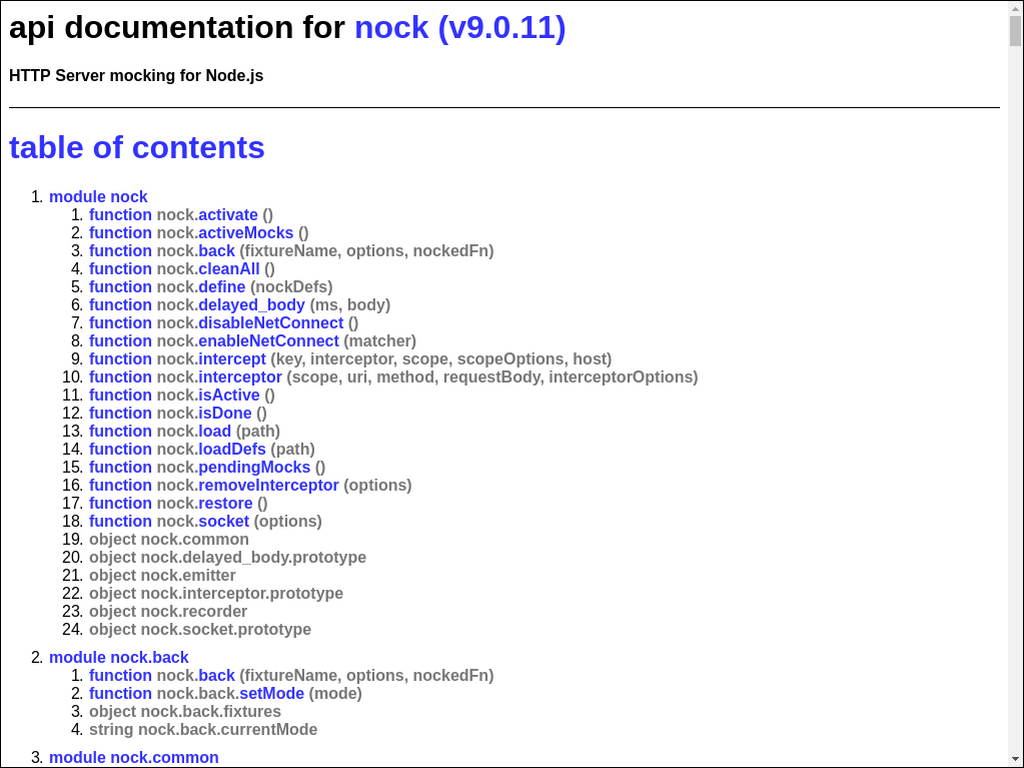 api documentation for nock (v9.0.11)
HTTP Server mocking for Node.js
table of contents
1. module nock
1. function nock.activate ()
2. function nock.activeMocks ()
3. function nock.back (fixtureName, options, nockedFn)
4. function nock.cleanAll ()
5. function nock.define (nockDefs)
6. function nock.delayed_body (ms, body)
7. function nock.disableNetConnect ()
8. function nock.enableNetConnect (matcher)
9. function nock.intercept (key, interceptor, scope, scopeOptions, host)
10. function nock.interceptor (scope, uri, method, requestBody, interceptorOptions)
11. function nock.isActive ()
12. function nock.isDone ()
13. function nock.load (path)
14. function nock.loadDefs (path)
15. function nock.pendingMocks ()
16. function nock.removeInterceptor (options)
17. function nock.restore ()
18. function nock.socket (options)
19. object nock.common
20. object nock.delayed_body.prototype
21. object nock.emitter
22. object nock.interceptor.prototype
23. object nock.recorder
24. object nock.socket.prototype
2. module nock.back
1. function nock.back (fixtureName, options, nockedFn)
2. function nock.back.setMode (mode)
3. object nock.back.fixtures
4. string nock.back.currentMode
3. module nock.common